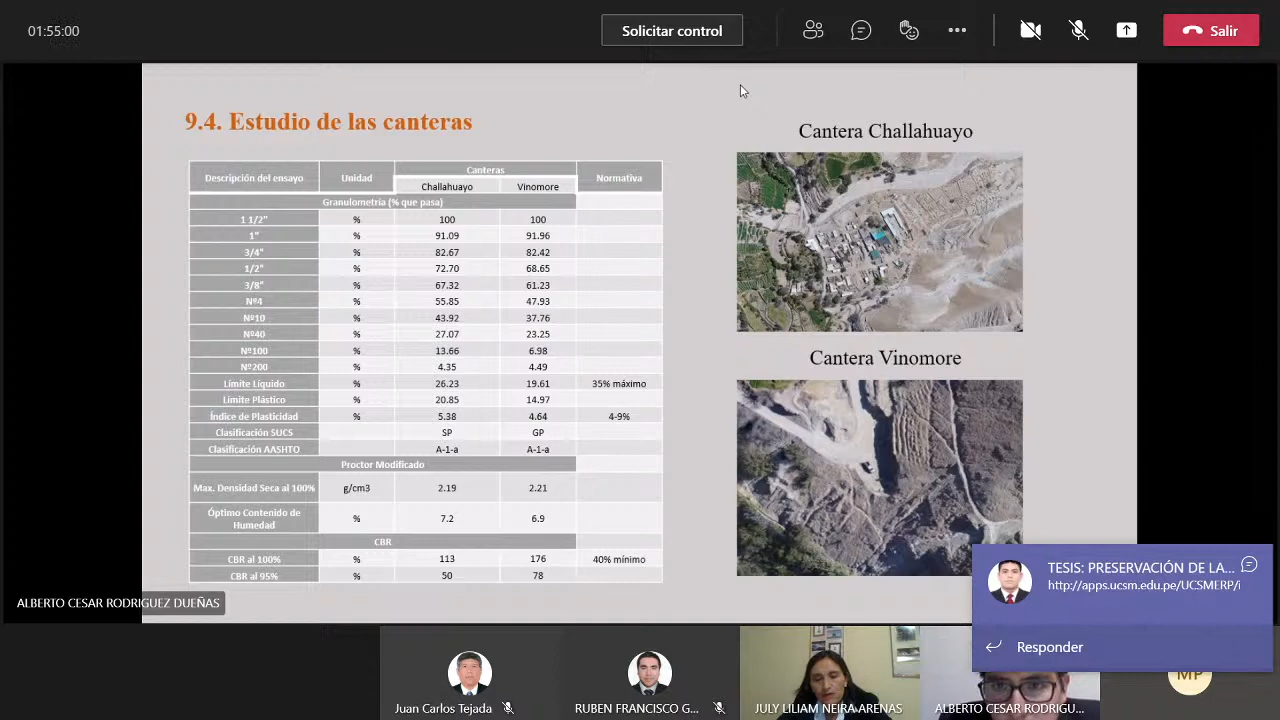 01:55:00
Solicitar control
Salir
9.4. Estudio de las canteras
Descripción del ensayo Unidad Canteras Normativa
Challahuayo Vinomore
Granulometría (% que pasa)
1 1/2" % 100 100
1" % 91.09 91.96
3/4" % 82.67 82.42
1/2" % 72.70 68.65
3/8" % 67.32 61.23
Nº4 % 55.85 47.93
Nº10 % 43.92 37.76
Nº40 % 27.07 23.25
Nº100 % 13.66 6.98
Nº200 % 4.35 4.49
Límite Líquido % 26.23 19.61 35% máximo
Límite Plástico % 20.85 14.97
Índice de Plasticidad % 5.38 4.64 4-9%
Clasificación SUCS SP GP
Clasificación AASHTO A-1-a A-1-a
Proctor Modificado
Max. Densidad Seca al 100% g/cm3 2.19 2.21
Óptimo Contenido de
Humedad % 7.2 6.9
CBR
CBR al 100% % 113 176 40% mínimo
CBR al 95% % 50 78
Cantera Challahuayo
Cantera Vinomore
ALBERTO CESAR RODRIGUEZ DUEÑAS
TESIS: PRESERVACIÓN DE LA...
http://apps.ucsm.edu.pe/UCSMERP/i
Responder
Juan Carlos Tejada
RUBEN FRANCISCO G...
JULY LILIAM NEIRA ARENAS
ALBERTO CESAR RODRIGU...
MP